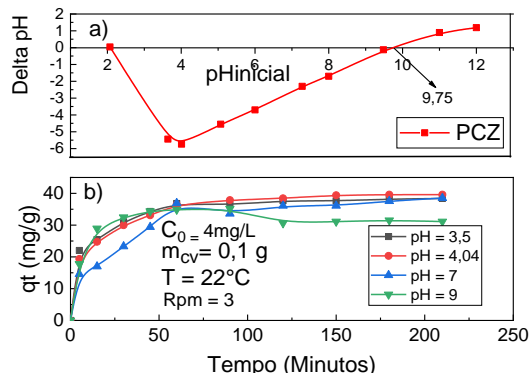 a)
2
1
0
-1
-2
-3
-4
-5
-6
Delta pH
2 4 6 8 10 12
pHinicial
9,75
PCZ
b)
50
40
30
20
10
0
qt (mg/g)
C0 = 4mg/L
mcv= 0,1 g
T = 22°C
Rpm = 3
pH = 3,5
pH = 4,04
pH = 7
pH = 9
0 50 100 150 200 250
Tempo (Minutos)